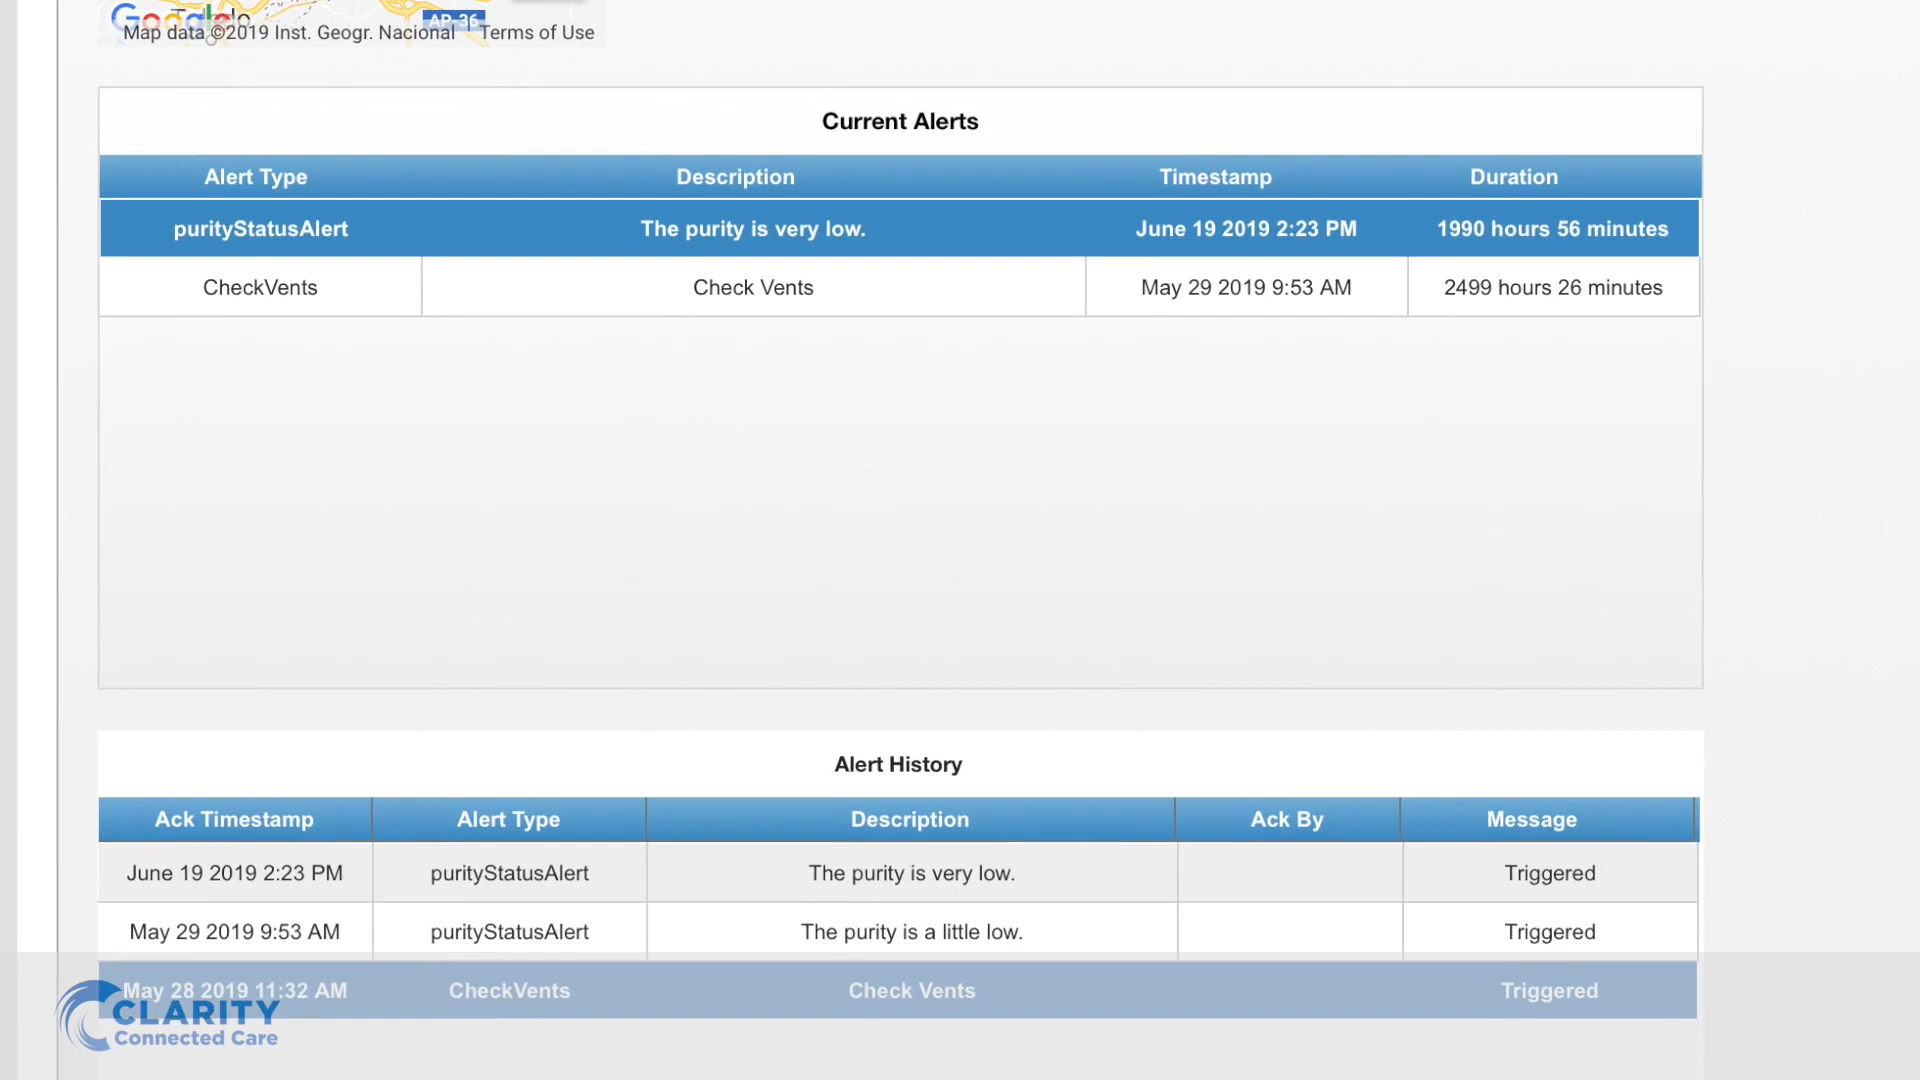 Google
Toledo
AP-36
Map data ©2019 Inst. Geogr. Nacional Terms of Use
Current Alerts
Alert Type Description Timestamp Duration
purityStatusAlert The purity is very low. June 19 2019 2:23 PM 1990 hours 56 minutes
CheckVents Check Vents May 29 2019 9:53 AM 2499 hours 26 minutes
Alert History
Ack Timestamp Alert Type Description Ack By Message
June 19 2019 2:23 PM purityStatusAlert The purity is very low. Triggered
May 29 2019 9:53 AM purityStatusAlert The purity is a little low. Triggered
May 28 2019 11:32 AM CheckVents Check Vents Triggered
CLARITY
Connected Care